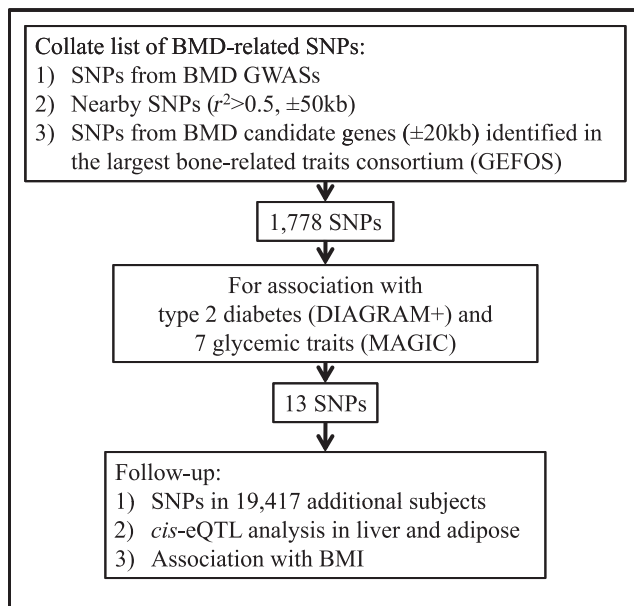 Collate list of BMD-related SNPs:
1) SNPs from BMD GWASs
2) Nearby SNPs (r²>0.5, ±50kb)
3) SNPs from BMD candidate genes (±20kb) identified in
the largest bone-related traits consortium (GEFOS)
1,778 SNPs
For association with
type 2 diabetes (DIAGRAM+) and
7 glycemic traits (MAGIC)
13 SNPs
Follow-up:
1) SNPs in 19,417 additional subjects
2) cis-eQTL analysis in liver and adipose
3) Association with BMI